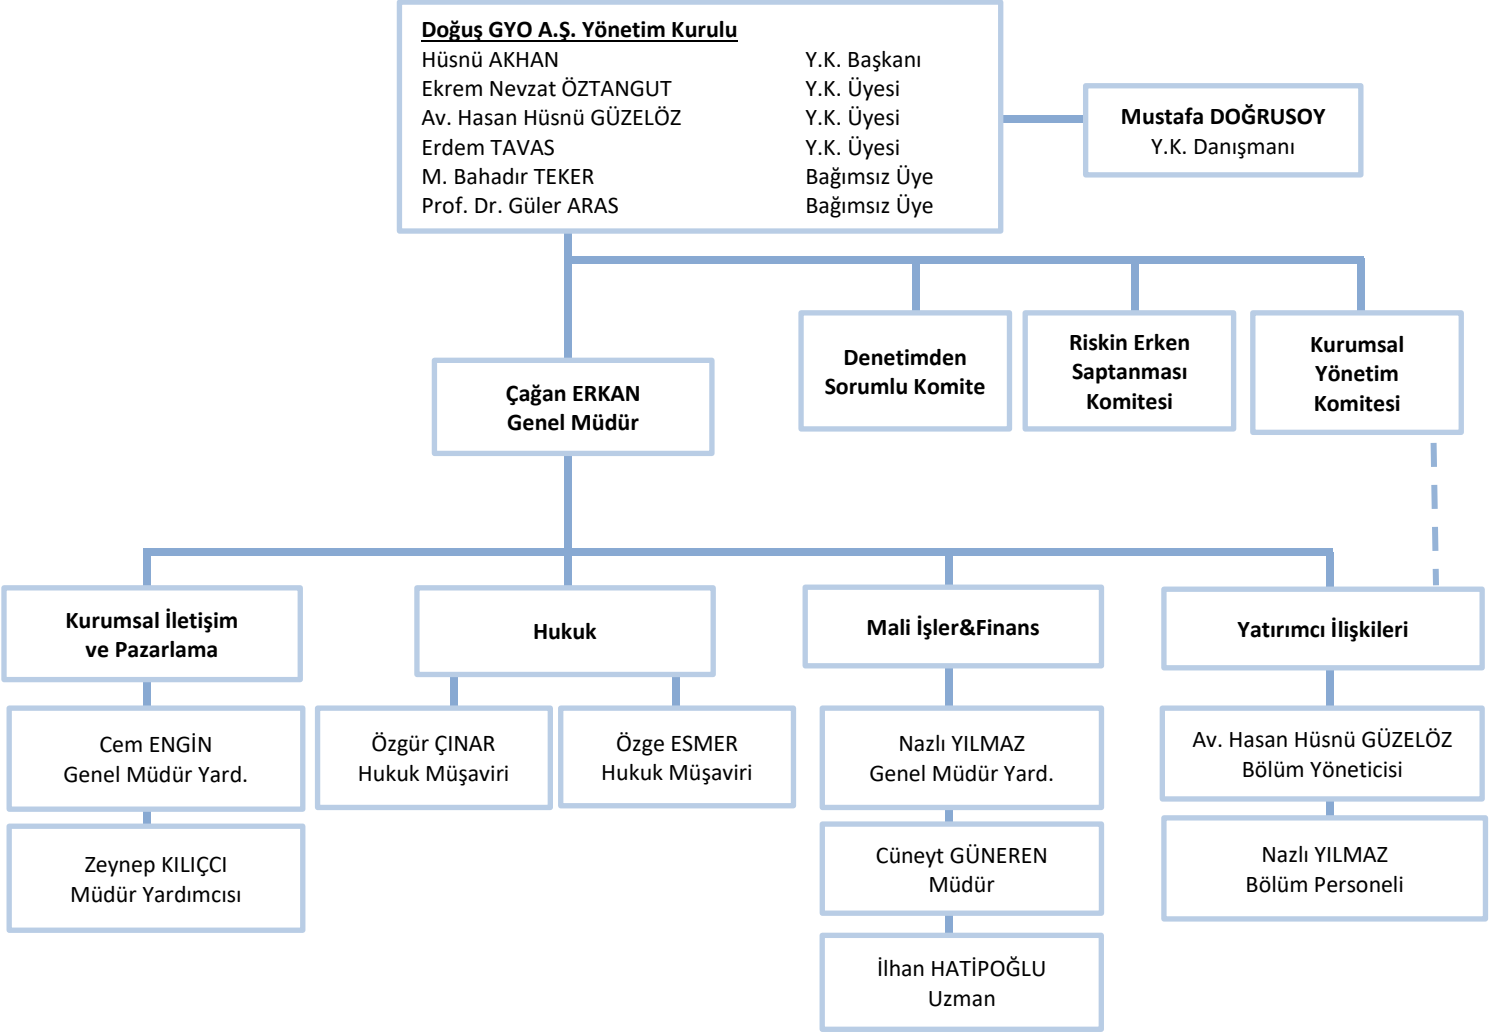 Doğuş GYO A.Ş. Yönetim Kurulu
Hüsnü AKHAN Y.K. Başkanı
Ekrem Nevzat ÖZTANGUT Y.K. Üyesi
Av. Hasan Hüsnü GÜZELÖZ Y.K. Üyesi
Erdem TAVAS Y.K. Üyesi
M. Bahadır TEKER Bağımsız Üye
Prof. Dr. Güler ARAS Bağımsız Üye
Mustafa DOĞRUSOY
Y.K. Danışmanı
Denetimden
Sorumlu Komite
Riskin Erken
Saptanması
Komitesi
Kurumsal
Yönetim
Komitesi
Çağan ERKAN
Genel Müdür
Kurumsal İletişim
ve Pazarlama
Hukuk
Mali İşler&Finans
Yatırımcı İlişkileri
Cem ENGİN
Genel Müdür Yard.
Özgür ÇINAR
Hukuk Müşaviri
Özge ESMER
Hukuk Müşaviri
Nazlı YILMAZ
Genel Müdür Yard.
Av. Hasan Hüsnü GÜZELÖZ
Bölüm Yöneticisi
Zeynep KILIÇCI
Müdür Yardımcısı
Cüneyt GÜNEREN
Müdür
Nazlı YILMAZ
Bölüm Personeli
İlhan HATİPOĞLU
Uzman